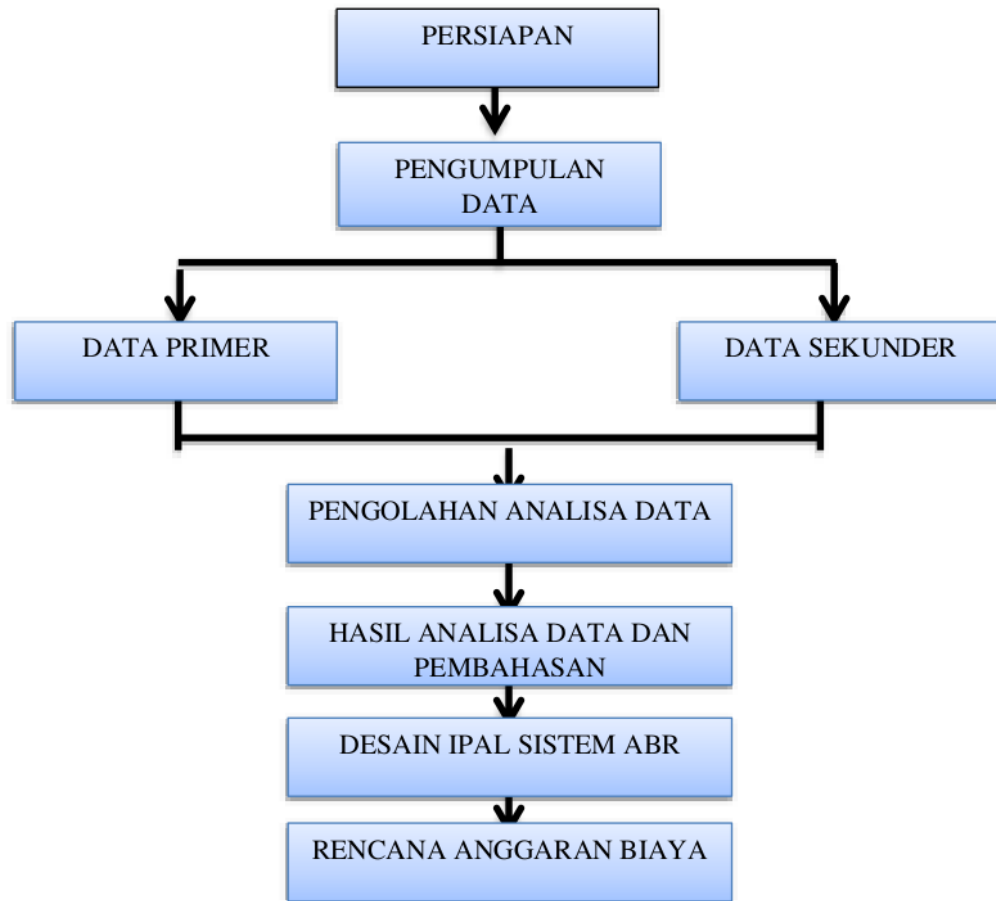 PERSIAPAN
PENGUMPULAN
DATA
DATA PRIMER
DATA SEKUNDER
PENGOLAHAN ANALISA DATA
HASIL ANALISA DATA DAN
PEMBAHASAN
DESAIN IPAL SISTEM ABR
RENCANA ANGGARAN BIAYA